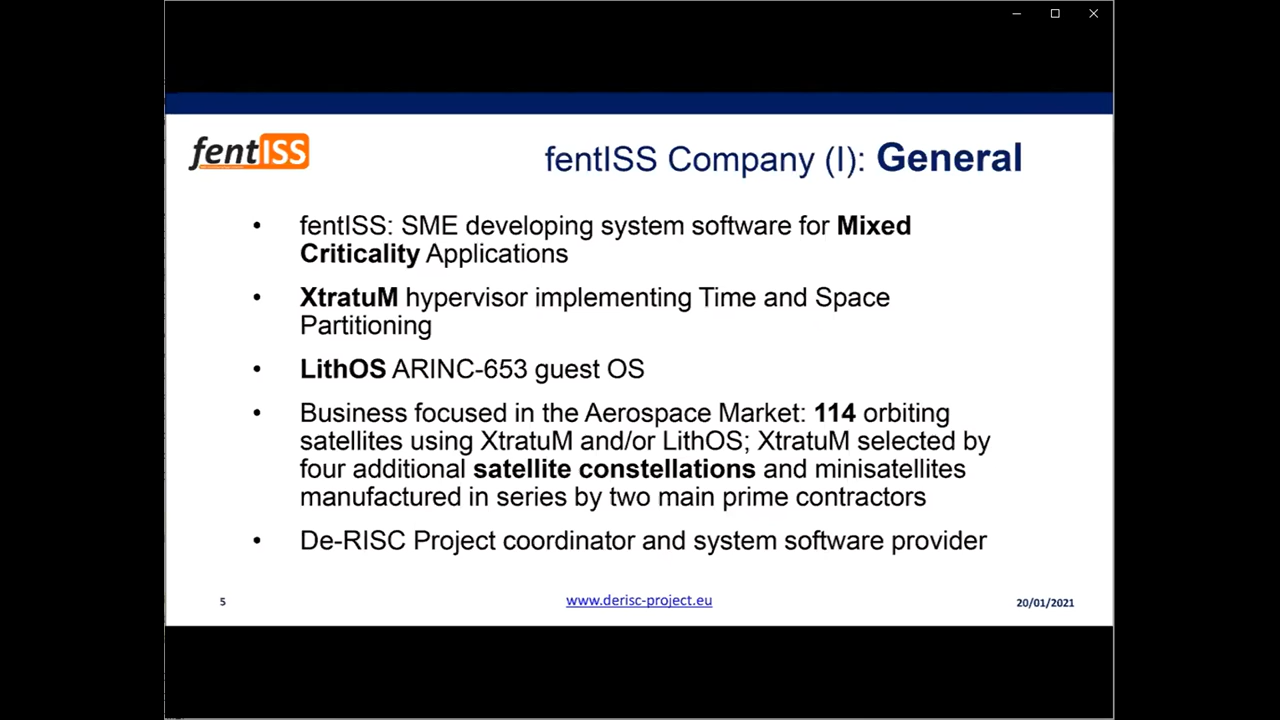 fentISS
fentISS Company (I): General
• fentISS: SME developing system software for Mixed
Criticality Applications
• XtratuM hypervisor implementing Time and Space
Partitioning
• LithOS ARINC-653 guest OS
• Business focused in the Aerospace Market: 114 orbiting
satellites using XtratuM and/or LithOS; XtratuM selected by
four additional satellite constellations and minisatellites
manufactured in series by two main prime contractors
• De-RISC Project coordinator and system software provider
5 www.derisc-project.eu 20/01/2021